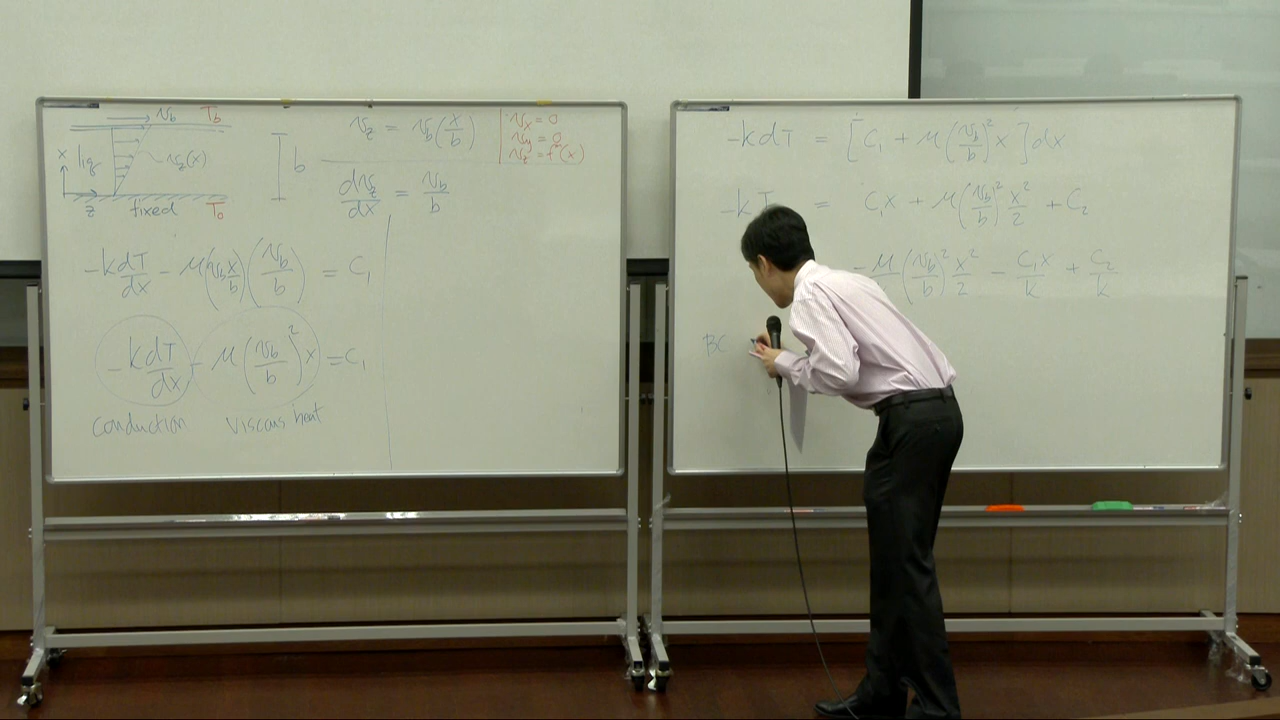 v_b T_b
x liq v_z(x) b
z fixed T_0
v_z = v_b(x/b)
v_x = 0
v_y = 0
v_z = f(x)
dv_z/dx = v_b/b
-k dT/dx - μ(v_b x/b)(v_b/b) = C_1
-k dT/dx - μ(v_b/b)^2 x = C_1
conduction viscous heat
-k dT = [C_1 + μ(v_b/b)^2 x] dx
-kT = C_1 x + μ(v_b/b)^2 x^2/2 + C_2
- μ/k (v_b/b)^2 x^2/2 - C_1 x/k + C_2/k
BC